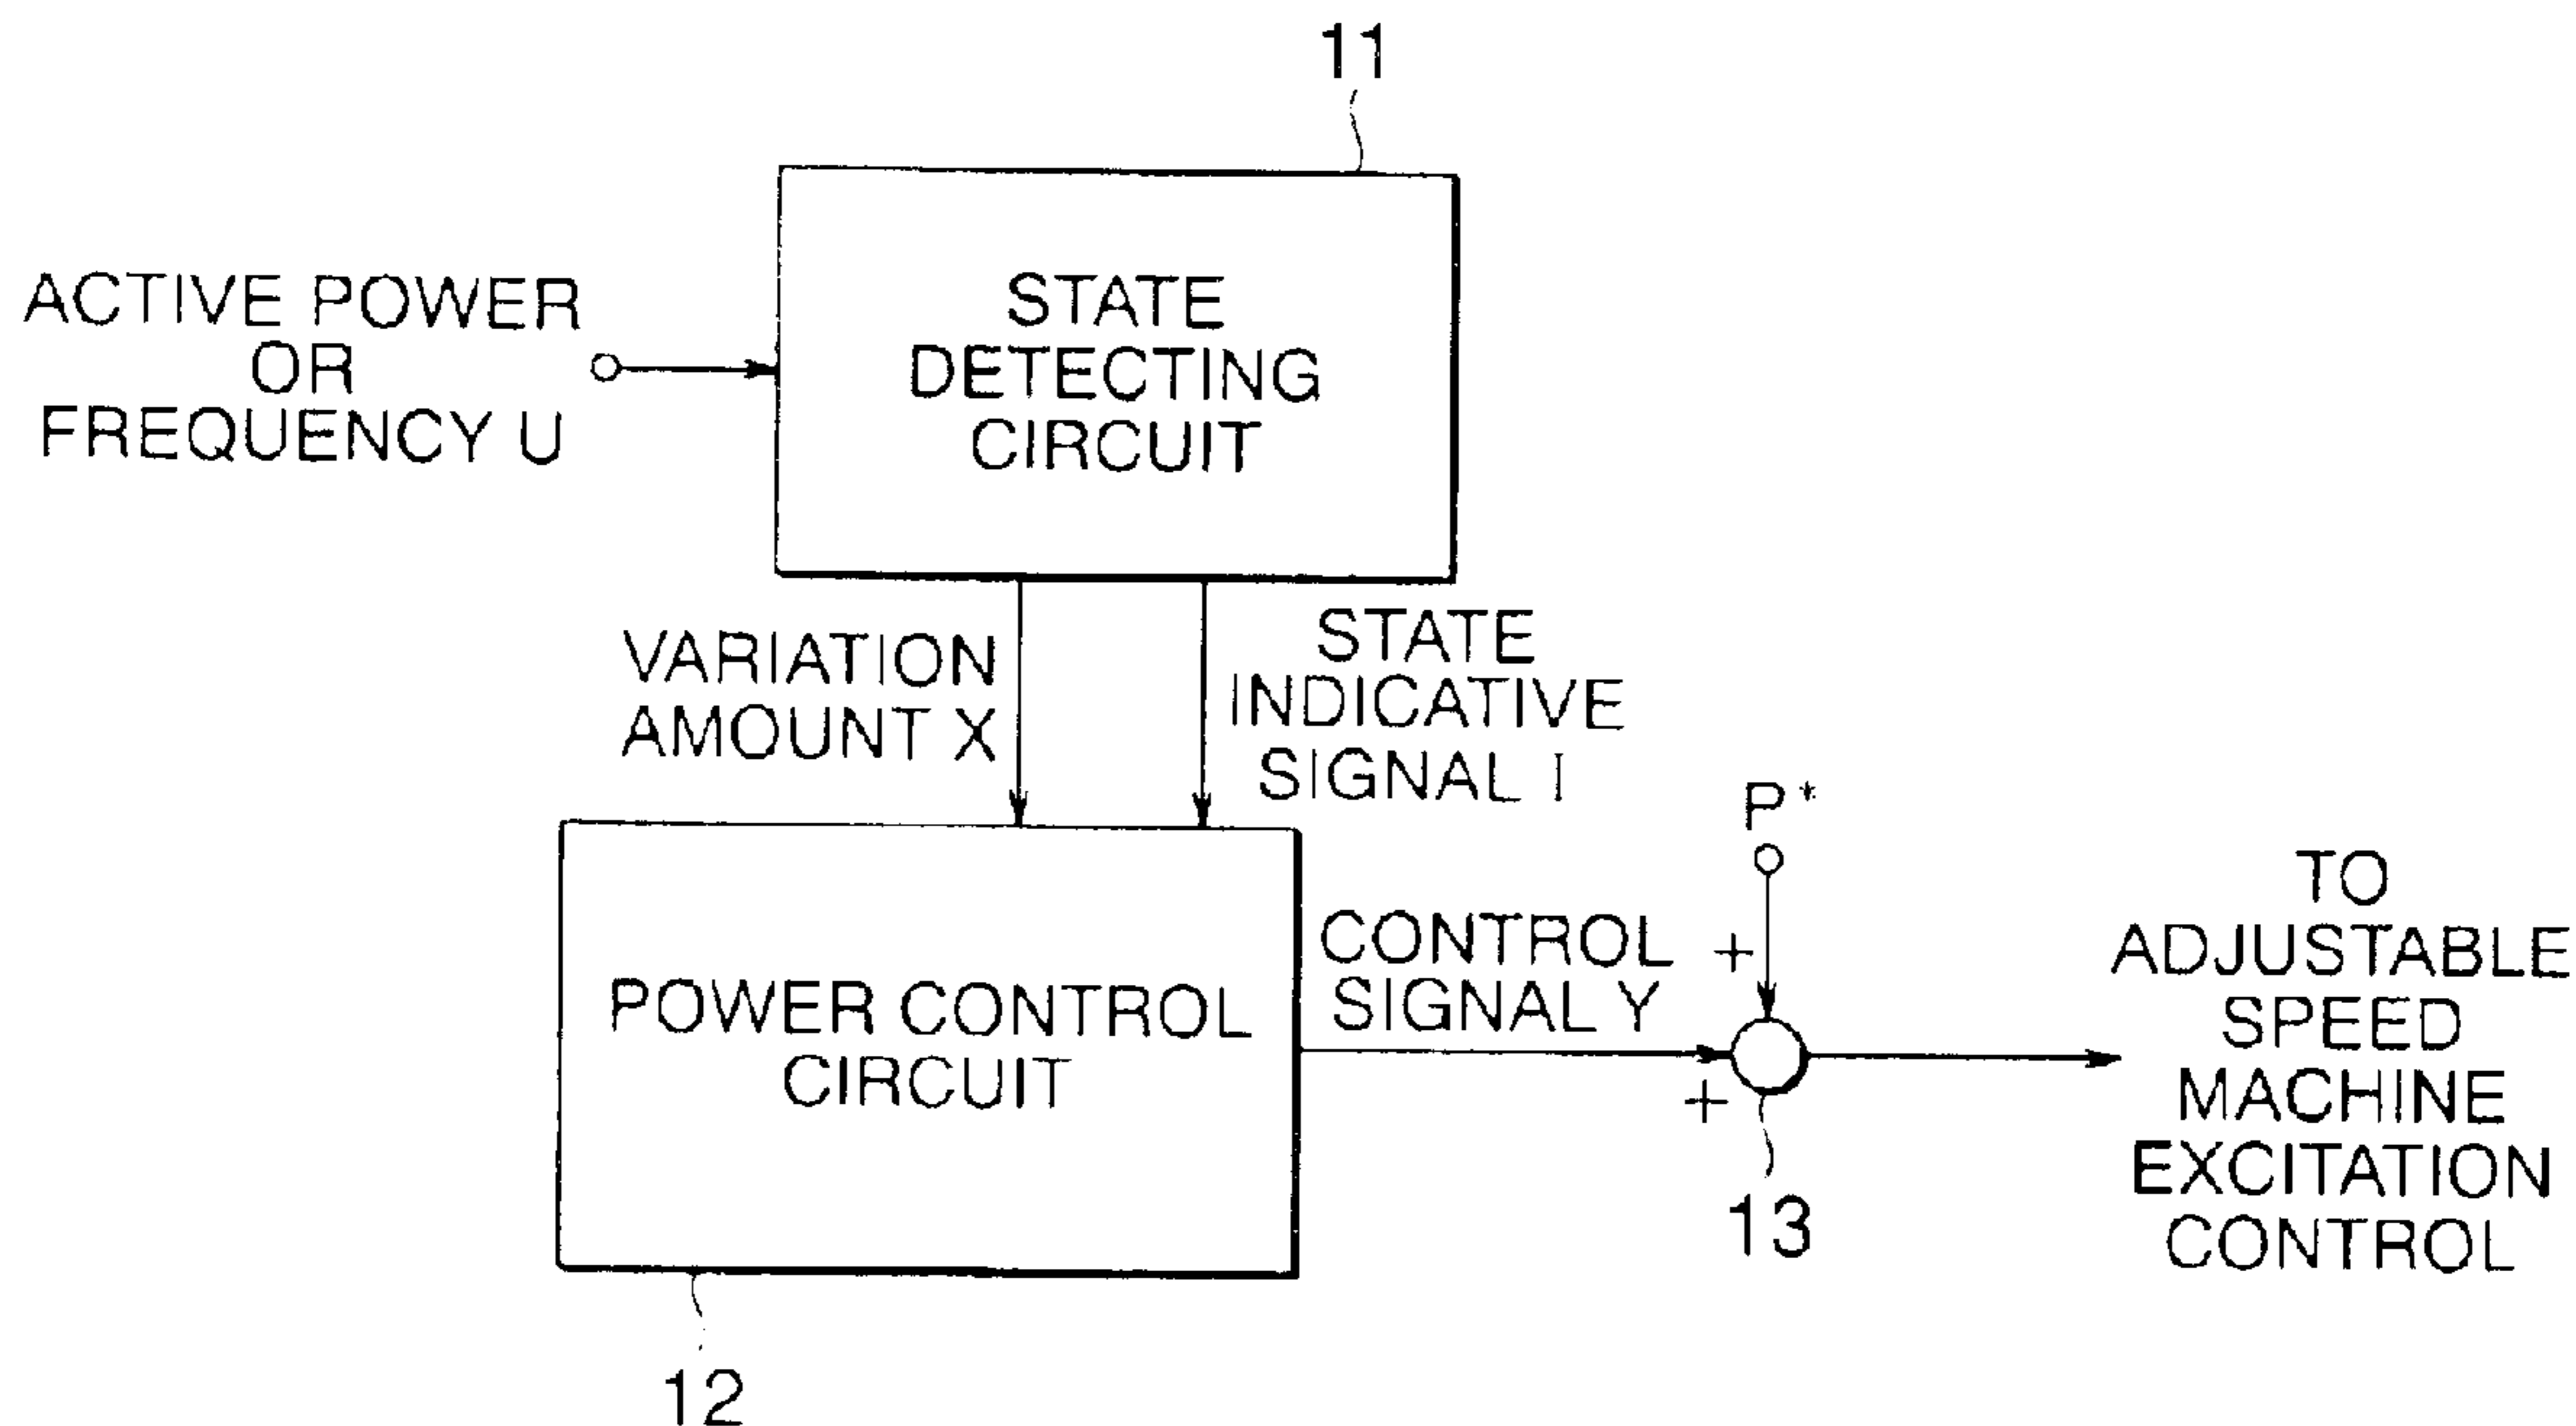 11
ACTIVE POWER
OR
FREQUENCY U
STATE
DETECTING
CIRCUIT
VARIATION
AMOUNT X
STATE
INDICATIVE
SIGNAL I
P*
POWER CONTROL
CIRCUIT
CONTROL
SIGNAL Y
+
+
13
TO
ADJUSTABLE
SPEED
MACHINE
EXCITATION
CONTROL
12